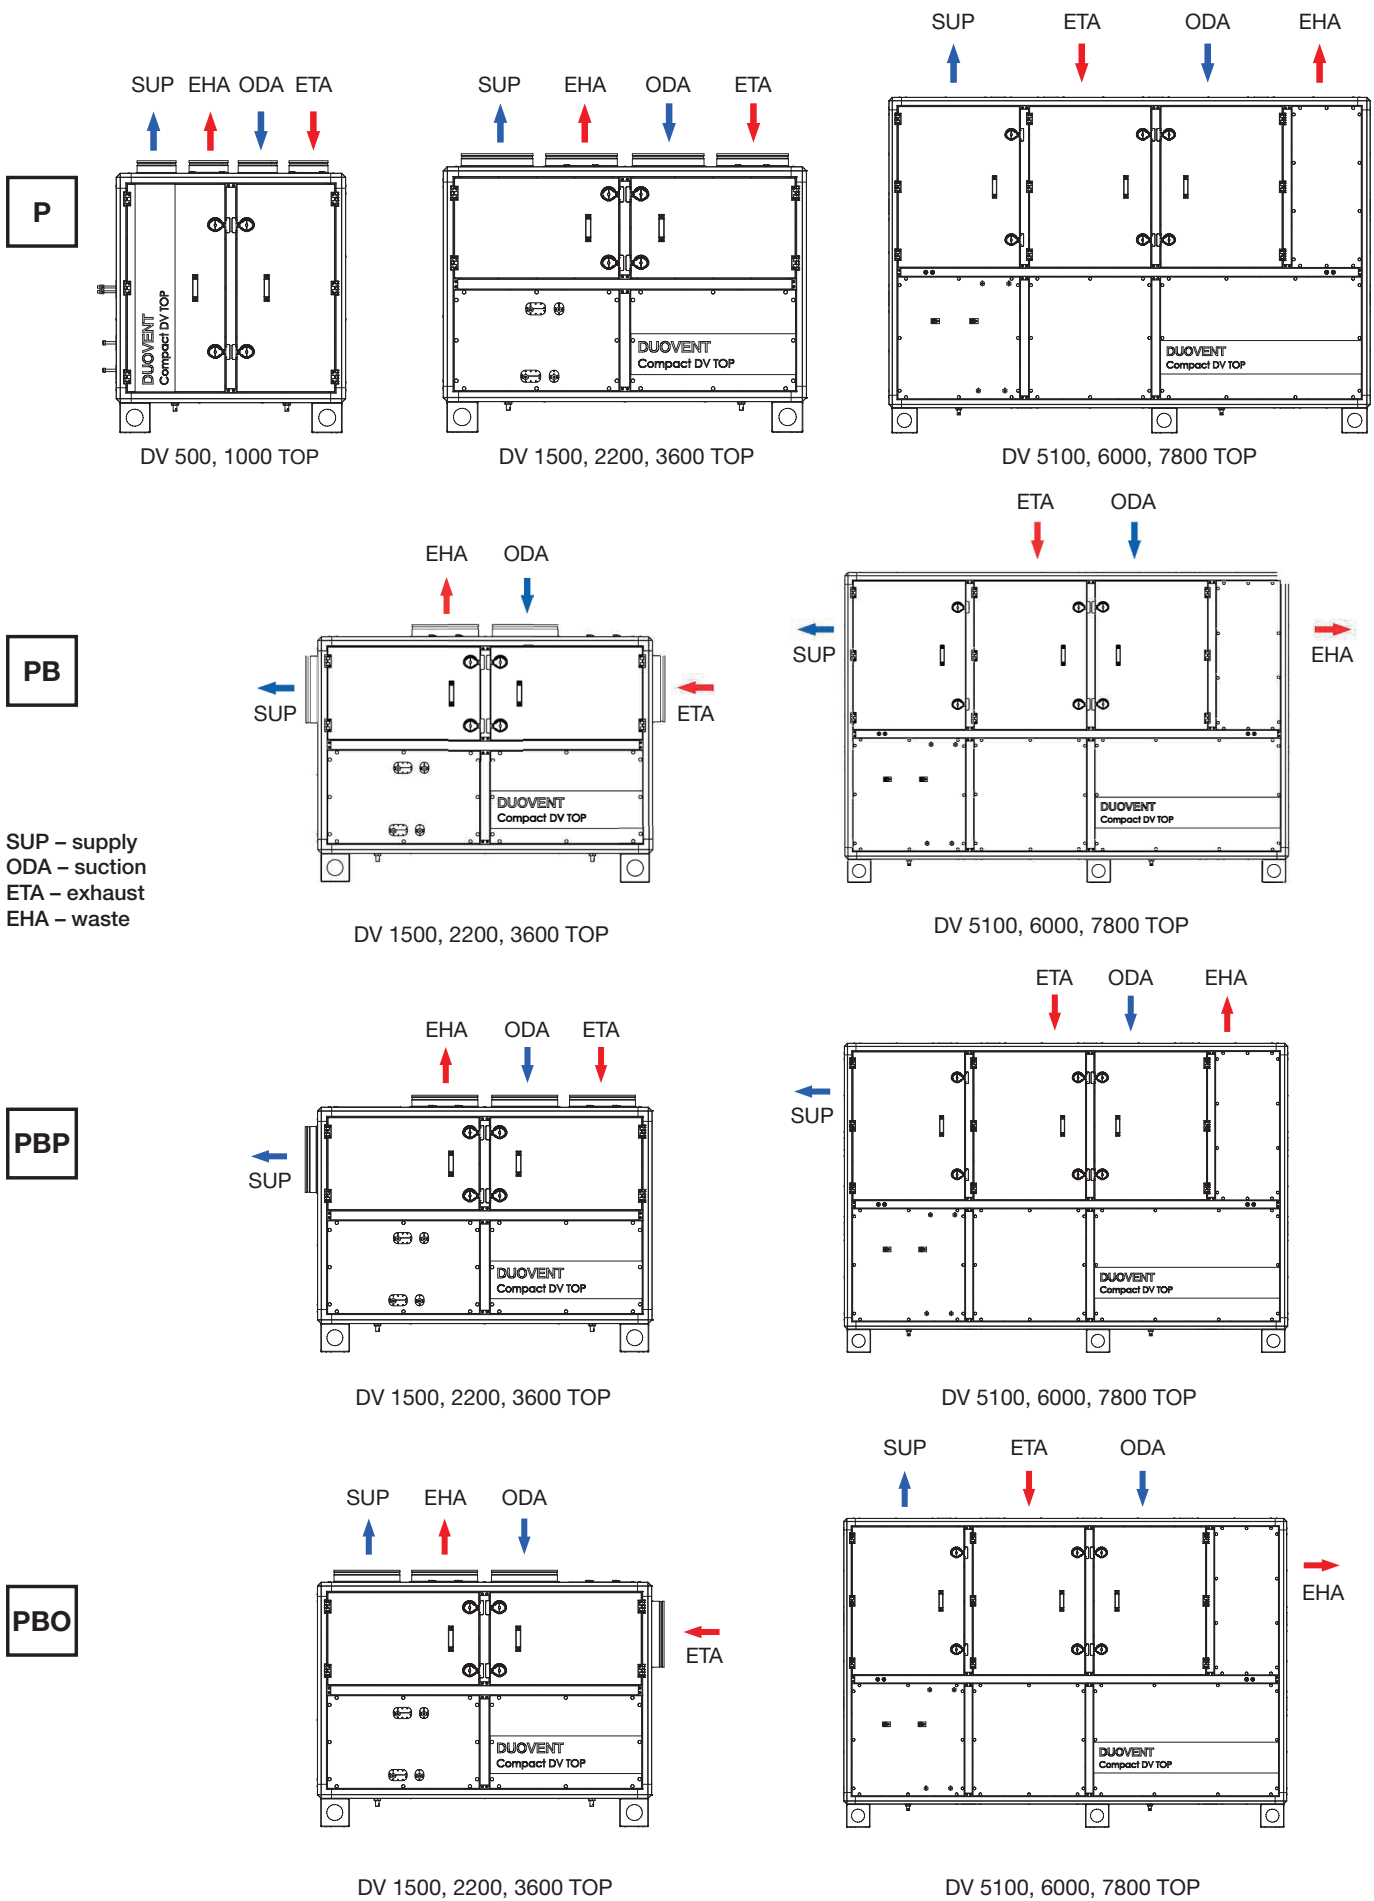 SUP ETA ODA EHA
SUP EHA ODA ETA
SUP EHA ODA ETA
P
DUOVENT
Compact DV TOP
DUOVENT
Compact DV TOP
DUOVENT
Compact DV TOP
DV 500, 1000 TOP
DV 1500, 2200, 3600 TOP
DV 5100, 6000, 7800 TOP
ETA ODA
EHA ODA
PB
SUP
ETA
SUP
EHA
DUOVENT
Compact DV TOP
DUOVENT
Compact DV TOP
SUP – supply
ODA – suction
ETA – exhaust
EHA – waste
DV 1500, 2200, 3600 TOP
DV 5100, 6000, 7800 TOP
ETA ODA EHA
EHA ODA ETA
PBP
SUP
SUP
DUOVENT
Compact DV TOP
DUOVENT
Compact DV TOP
DV 1500, 2200, 3600 TOP
DV 5100, 6000, 7800 TOP
SUP ETA ODA
SUP EHA ODA
PBO
ETA
EHA
DUOVENT
Compact DV TOP
DUOVENT
Compact DV TOP
DV 1500, 2200, 3600 TOP
DV 5100, 6000, 7800 TOP